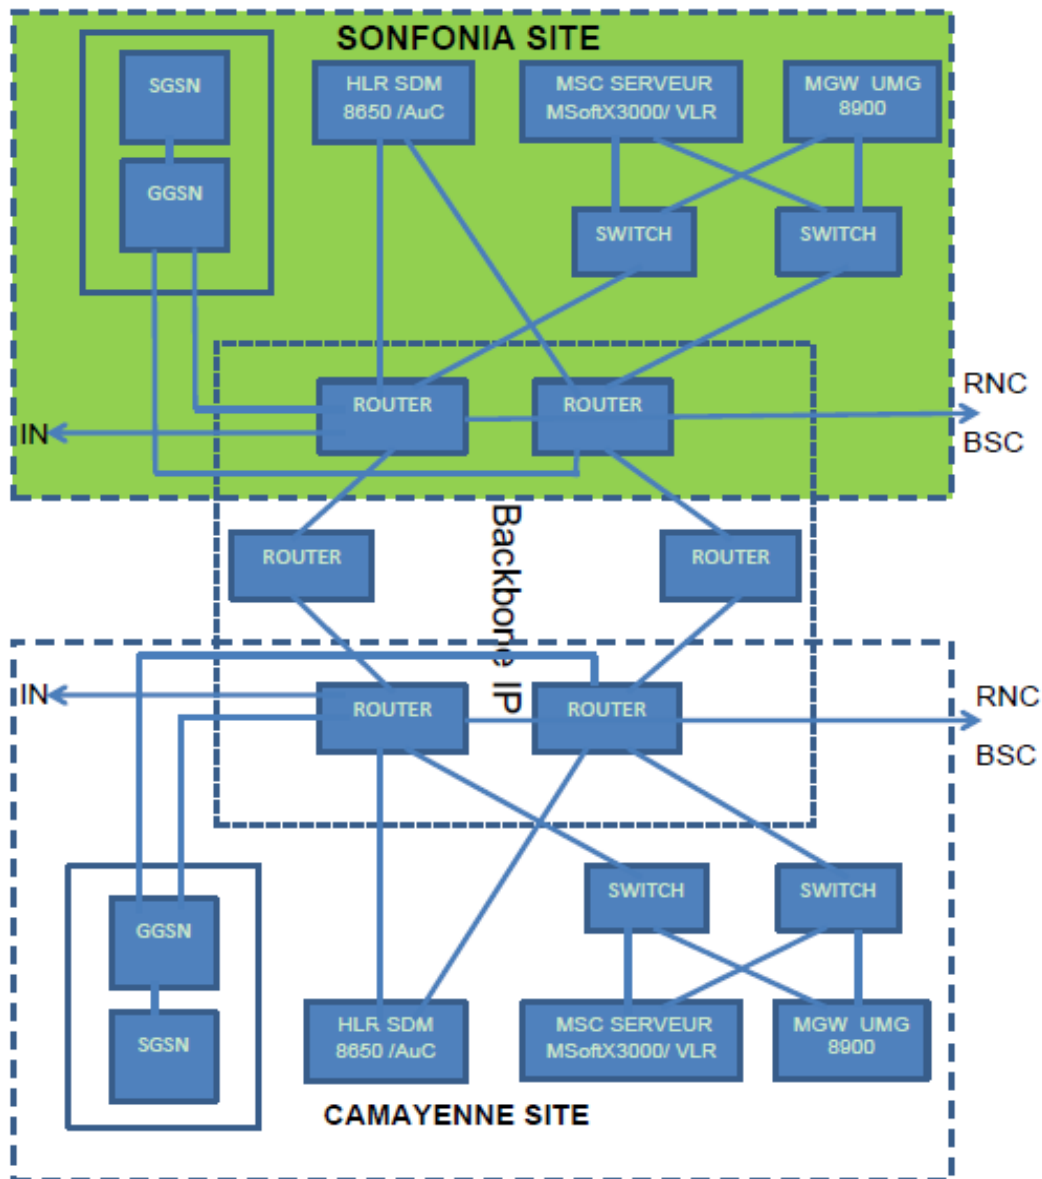 SONFONIA SITE
SGSN
HLR SDM
8650 /AuC
MSC SERVEUR
MSoftX3000/ VLR
MGW UMG
8900
GGSN
SWITCH
SWITCH
ROUTER
ROUTER
RNC
IN
BSC
Backbone IP
ROUTER
ROUTER
IN
ROUTER
ROUTER
RNC
BSC
SWITCH
SWITCH
GGSN
HLR SDM
8650 /AuC
MSC SERVEUR
MSoftX3000/ VLR
MGW UMG
8900
SGSN
CAMAYENNE SITE